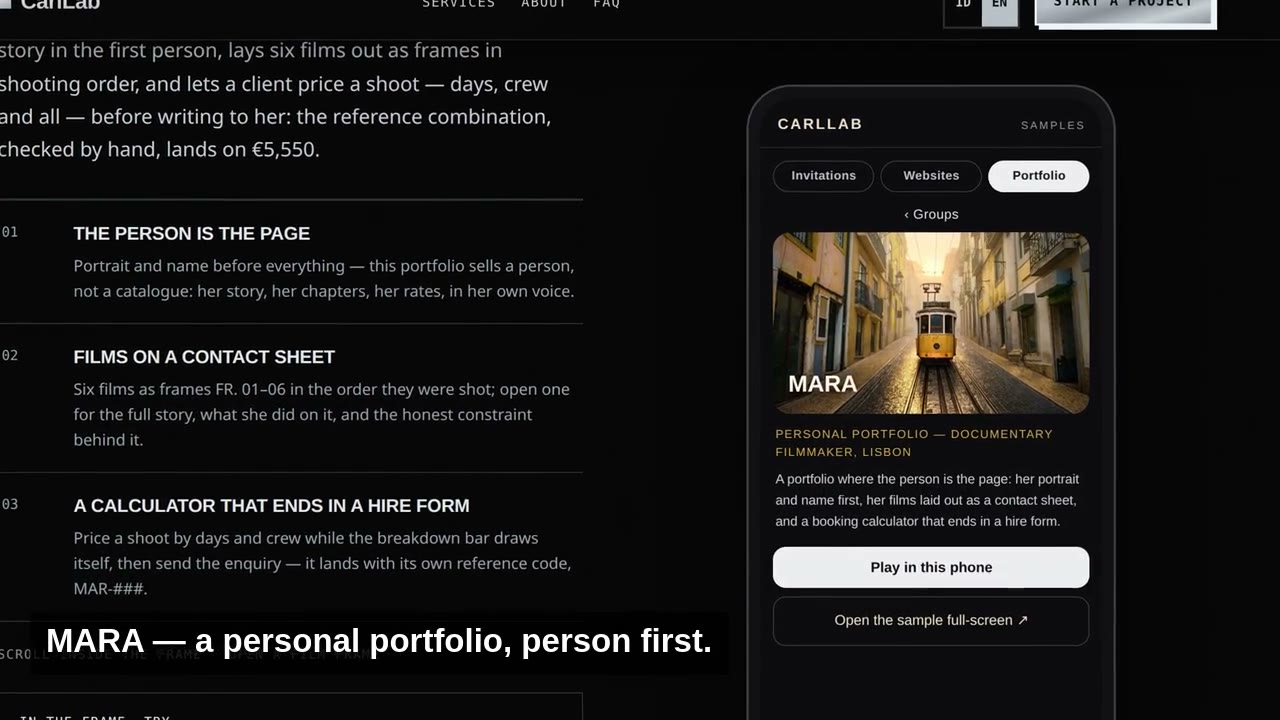 CarlLab
SERVICES ABOUT FAQ
ID EN
START A PROJECT
story in the first person, lays six films out as frames in
shooting order, and lets a client price a shoot — days, crew
and all — before writing to her: the reference combination,
checked by hand, lands on €5,550.
01 THE PERSON IS THE PAGE
Portrait and name before everything — this portfolio sells a person,
not a catalogue: her story, her chapters, her rates, in her own voice.
02 FILMS ON A CONTACT SHEET
Six films as frames FR. 01–06 in the order they were shot; open one
for the full story, what she did on it, and the honest constraint
behind it.
03 A CALCULATOR THAT ENDS IN A HIRE FORM
Price a shoot by days and crew while the breakdown bar draws
itself, then send the enquiry — it lands with its own reference code,
MAR-###.
MARA — a personal portfolio, person first.
IN THE FRAME, TRY
CARLLAB
SAMPLES
Invitations Websites Portfolio
‹ Groups
MARA
PERSONAL PORTFOLIO — DOCUMENTARY
FILMMAKER, LISBON
A portfolio where the person is the page: her portrait
and name first, her films laid out as a contact sheet,
and a booking calculator that ends in a hire form.
Play in this phone
Open the sample full-screen ↗